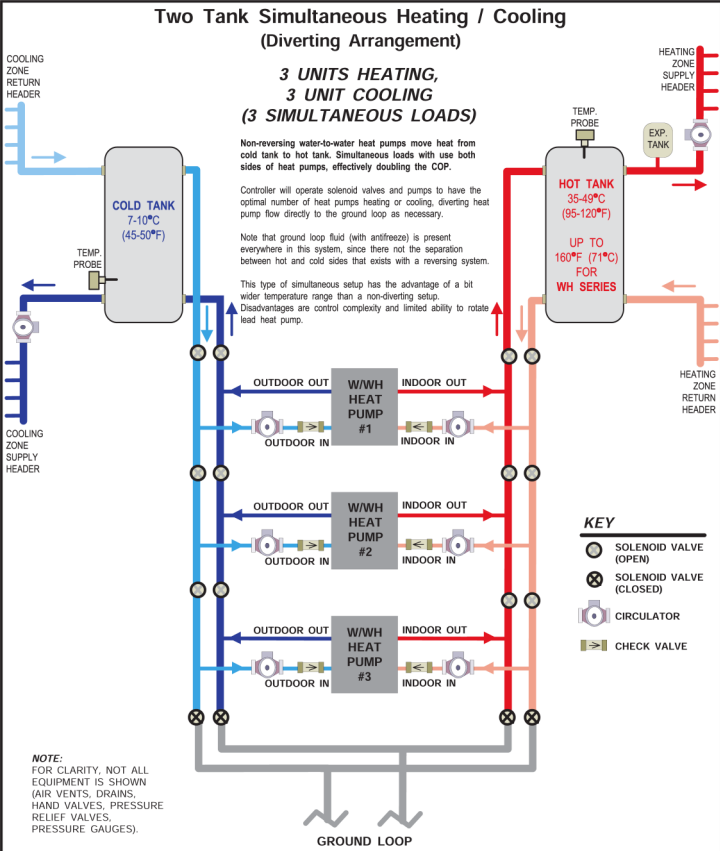 Two Tank Simultaneous Heating / Cooling
(Diverting Arrangement)
3 UNITS HEATING,
3 UNIT COOLING
(3 SIMULTANEOUS LOADS)
Non-reversing water-to-water heat pumps move heat from
cold tank to hot tank. Simultaneous loads with use both
sides of heat pumps, effectively doubling the COP.
Controller will operate solenoid valves and pumps to have the
optimal number of heat pumps heating or cooling, diverting heat
pump flow directly to the ground loop as necessary.
Note that ground loop fluid (with antifreeze) is present
everywhere in this system, since there not the separation
between hot and cold sides that exists with a reversing system.
This type of simultaneous setup has the advantage of a bit
wider temperature range than a non-diverting setup.
Disadvantages are control complexity and limited ability to rotate
lead heat pump.
COOLING
ZONE
RETURN
HEADER
COLD TANK
7-10°C
(45-50°F)
TEMP.
PROBE
COOLING
ZONE
SUPPLY
HEADER
HEATING
ZONE
SUPPLY
HEADER
TEMP.
PROBE
EXP.
TANK
HOT TANK
35-49°C
(95-120°F)
UP TO
160°F (71°C)
FOR
WH SERIES
HEATING
ZONE
RETURN
HEADER
OUTDOOR OUT
W/WH
HEAT
PUMP
#1
INDOOR OUT
OUTDOOR IN
INDOOR IN
OUTDOOR OUT
W/WH
HEAT
PUMP
#2
INDOOR OUT
OUTDOOR IN
INDOOR IN
OUTDOOR OUT
W/WH
HEAT
PUMP
#3
INDOOR OUT
OUTDOOR IN
INDOOR IN
KEY
SOLENOID VALVE
(OPEN)
SOLENOID VALVE
(CLOSED)
CIRCULATOR
CHECK VALVE
NOTE:
FOR CLARITY, NOT ALL
EQUIPMENT IS SHOWN
(AIR VENTS, DRAINS,
HAND VALVES, PRESSURE
RELIEF VALVES,
PRESSURE GAUGES).
GROUND LOOP